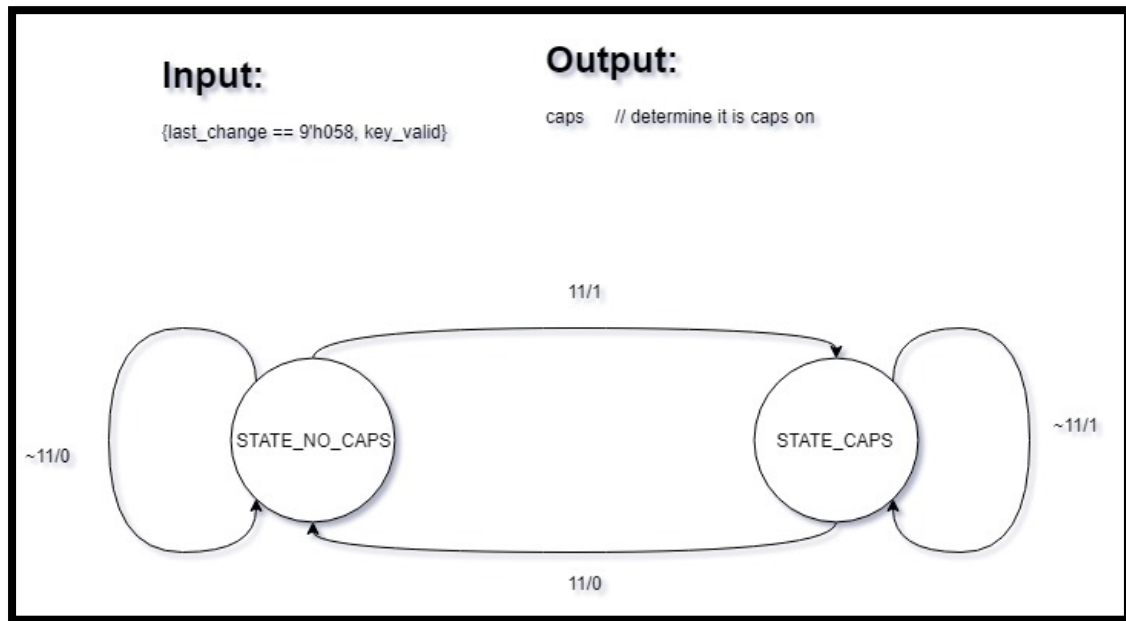 Input:
{last_change == 9'h058, key_valid}
Output:
caps // determine it is caps on
11/1
~11/0
STATE_NO_CAPS
STATE_CAPS
~11/1
11/0